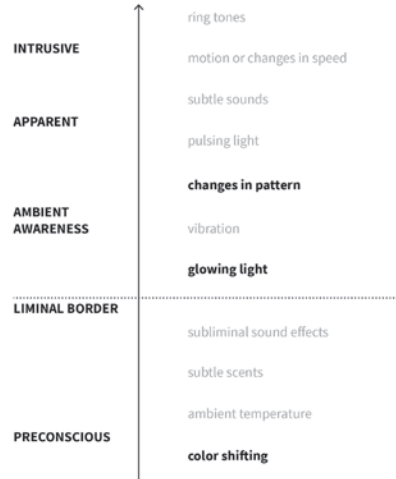 ring tones
INTRUSIVE
motion or changes in speed
subtle sounds
APPARENT
pulsing light
changes in pattern
AMBIENT
AWARENESS
vibration
glowing light
LIMINAL BORDER
subliminal sound effects
subtle scents
ambient temperature
PRECONSCIOUS
color shifting